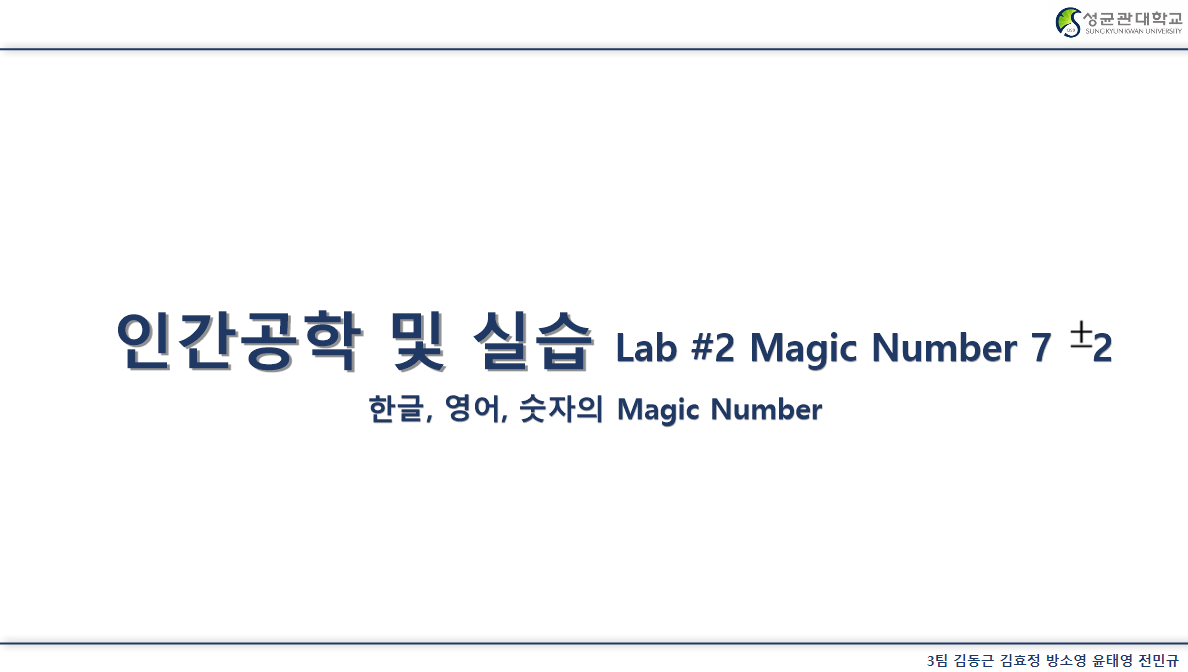 성균관대학교
SUNGKYUNKWAN UNIVERSITY
인간공학 및 실습 Lab #2 Magic Number 7 ±2
한글, 영어, 숫자의 Magic Number
3팀 김동근 김효정 방소영 윤태영 전민규